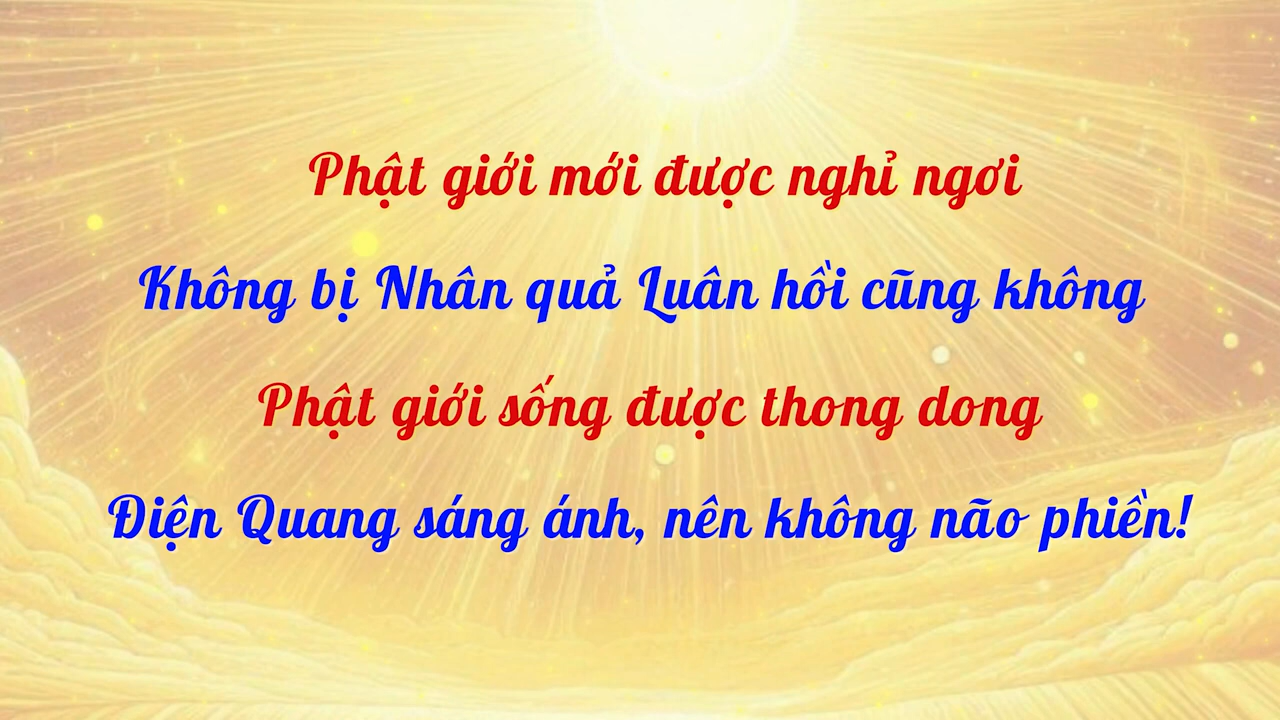 Phật giới mới được nghỉ ngơi
Không bị Nhân quả Luân hồi cũng không
Phật giới sống được thong dong
Điện Quang sáng ánh, nên không não phiền!